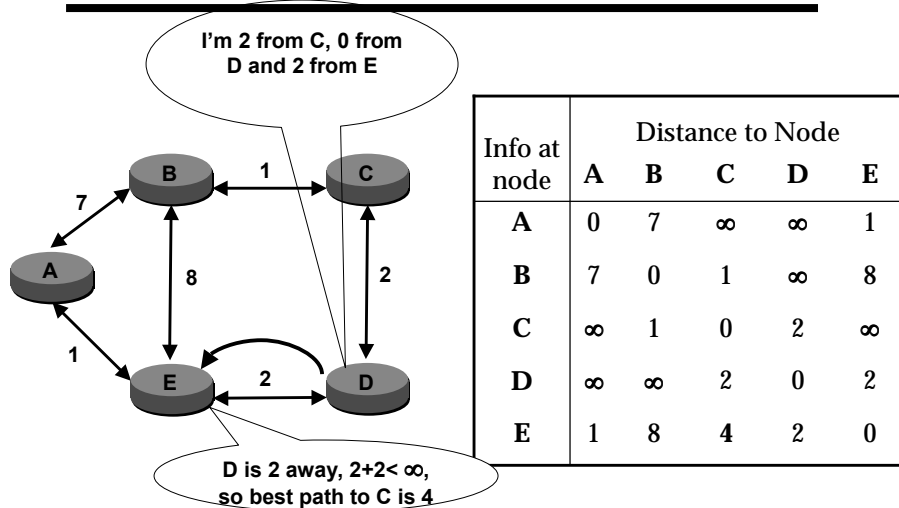 I'm 2 from C, 0 from
D and 2 from E
B
1
C
7
A
8
2
1
E
2
D
D is 2 away, 2+2< ∞,
so best path to C is 4
Info at node
Distance to Node
A B C D E
A 0 7 ∞ ∞ 1
B 7 0 1 ∞ 8
C ∞ 1 0 2 ∞
D ∞ ∞ 2 0 2
E 1 8 4 2 0